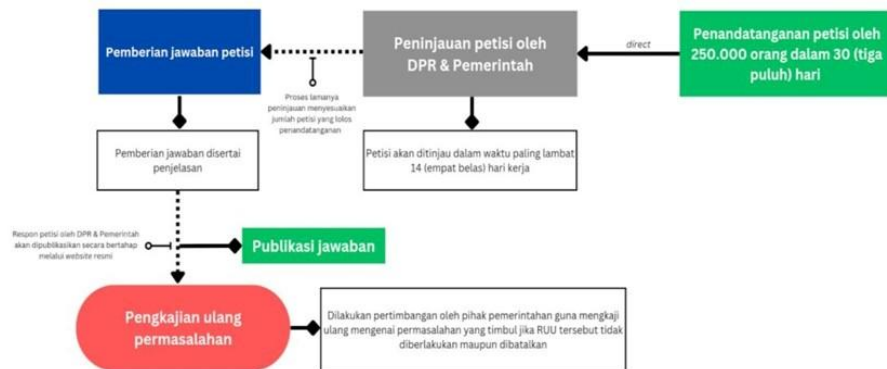 Pemberian jawaban petisi
Peninjauan petisi oleh
DPR & Pemerintah
direct
Penandatanganan petisi oleh
250.000 orang dalam 30 (tiga
puluh) hari
Proses lamanya
peninjauan menyesuaikan
jumlah petisi yang lolos
penandatanganan
Pemberian jawaban disertai
penjelasan
Petisi akan ditinjau dalam waktu paling lambat
14 (empat belas) hari kerja
Respon petisi oleh DPR & Pemerintah
akan dipublikasikan secara bertahap
melalui website resmi
Publikasi jawaban
Pengkajian ulang
permasalahan
Dilakukan pertimbangan oleh pihak pemerintahan guna mengkaji
ulang mengenai permasalahan yang timbul jika RUU tersebut tidak
diberlakukan maupun dibatalkan